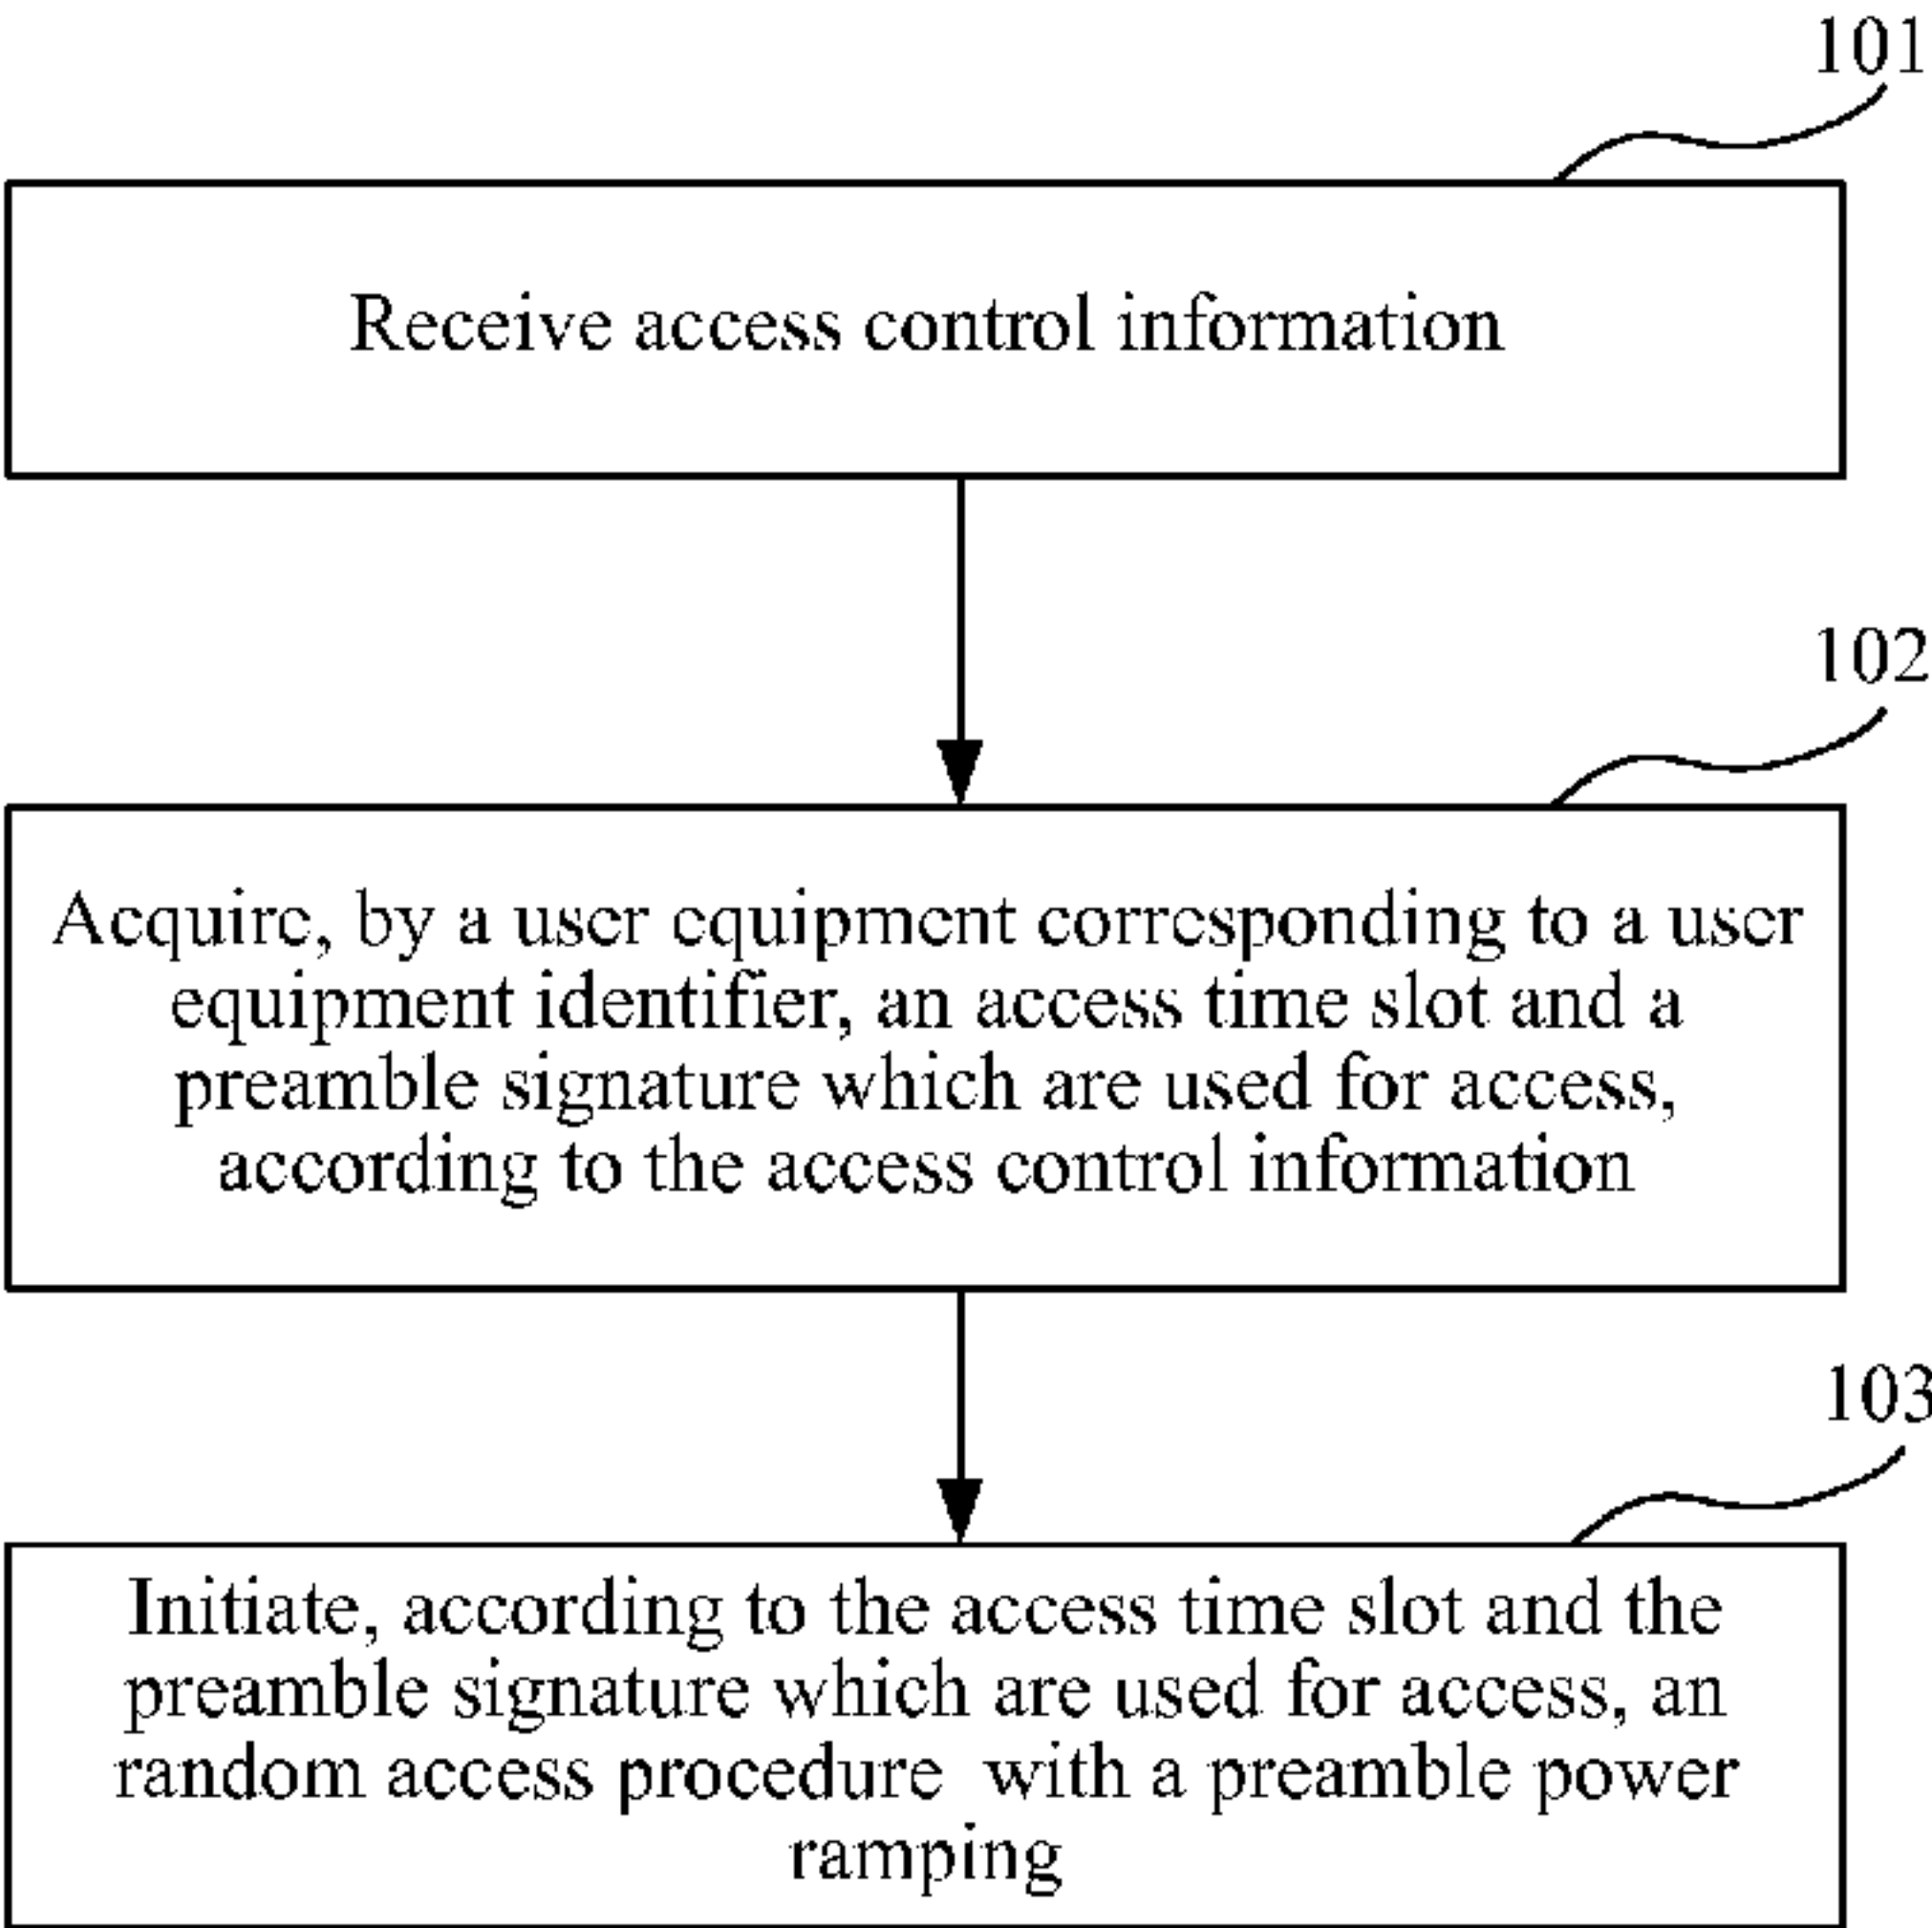 101
Receive access control information
102
Acquire, by a user equipment corresponding to a user
equipment identifier, an access time slot and a
preamble signature which are used for access,
according to the access control information
103
Initiate, according to the access time slot and the
preamble signature which are used for access, an
random access procedure with a preamble power
ramping